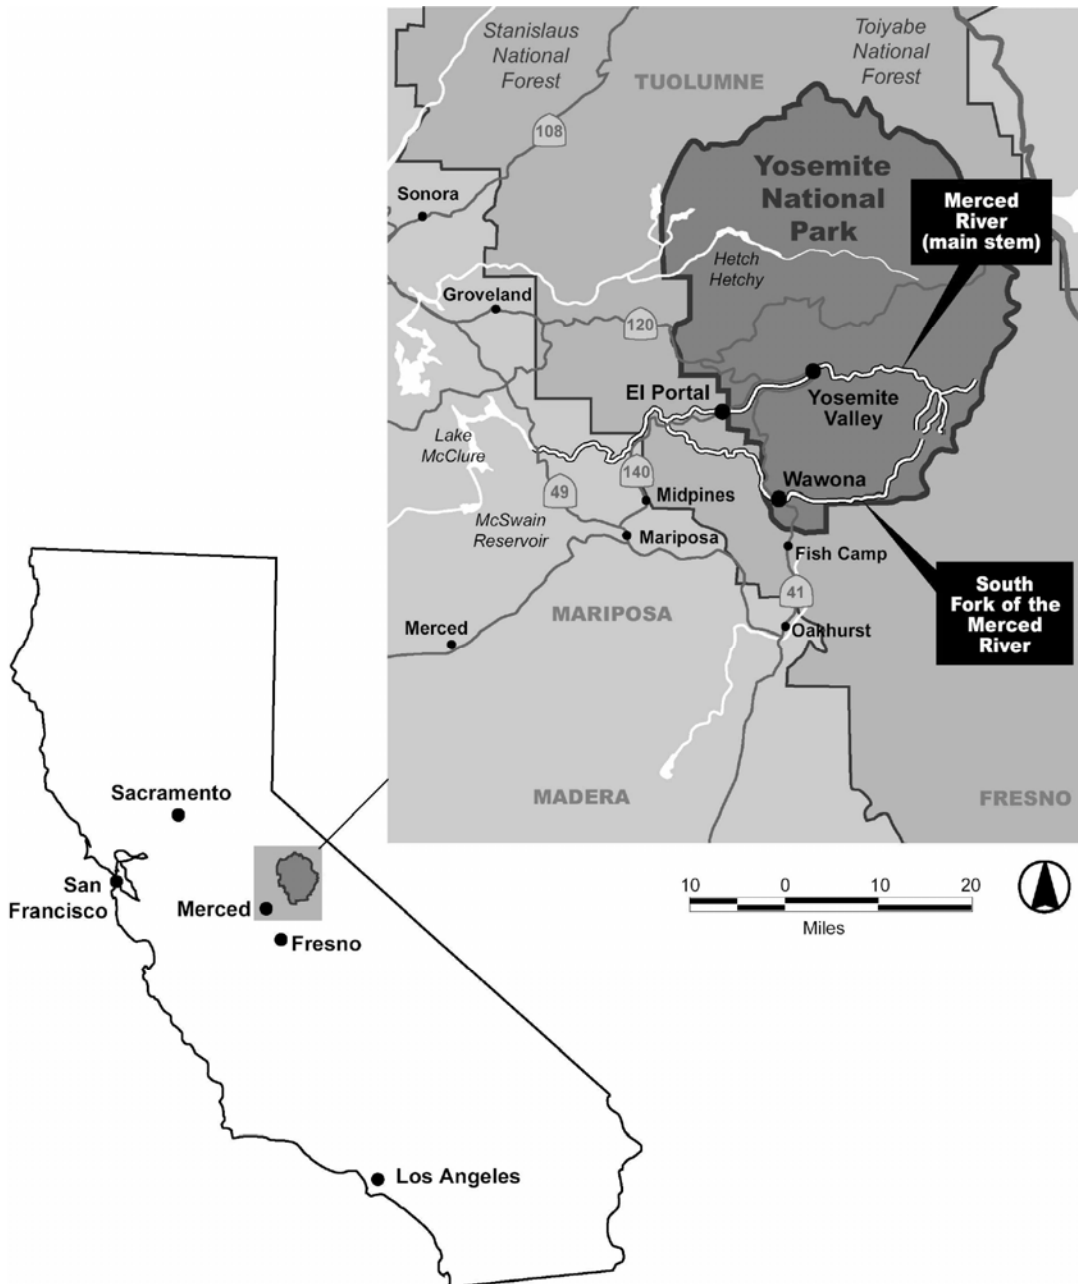 Stanislaus
National
Forest
Toiyabe
National
Forest
TUOLUMNE
108
Yosemite
National
Park
Sonora
Merced
River
(main stem)
Hetch
Hetchy
Groveland
120
El Portal
Yosemite
Valley
Lake
McClure
140
49
Wawona
Midpines
McSwain
Reservoir
Mariposa
Fish Camp
41
South
Fork of the
Merced
River
MARIPOSA
Merced
Oakhurst
MADERA
FRESNO
Sacramento
San
Francisco
Merced
Fresno
10 0 10 20
Miles
Los Angeles